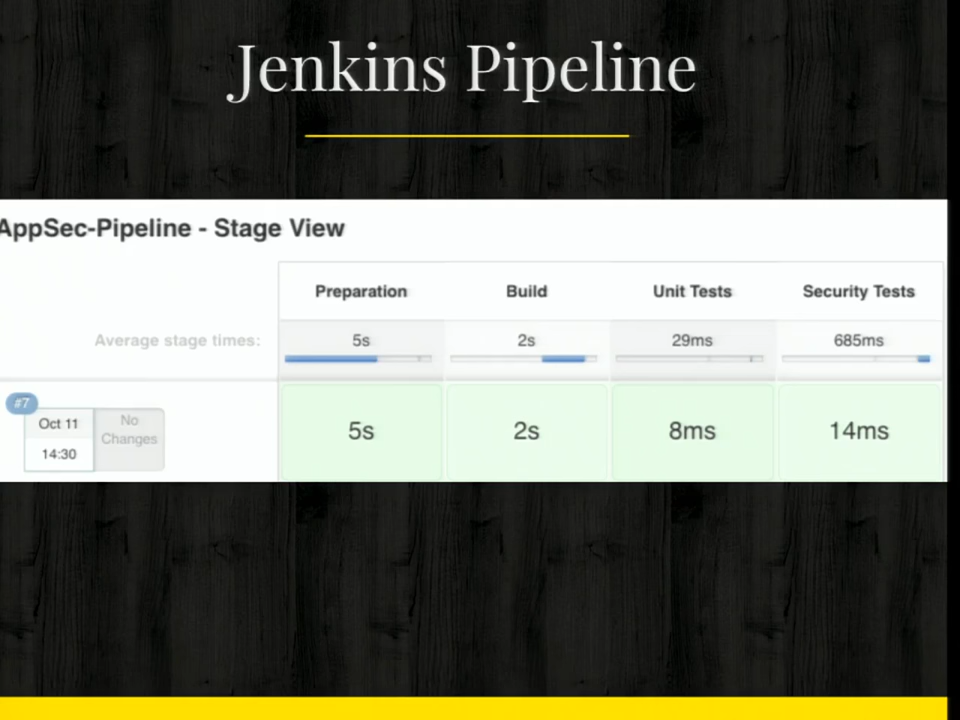 Jenkins Pipeline
AppSec-Pipeline - Stage View
Preparation Build Unit Tests Security Tests
Average stage times: 5s 2s 29ms 685ms
#7
Oct 11 No
Changes
14:30
5s 2s 8ms 14ms